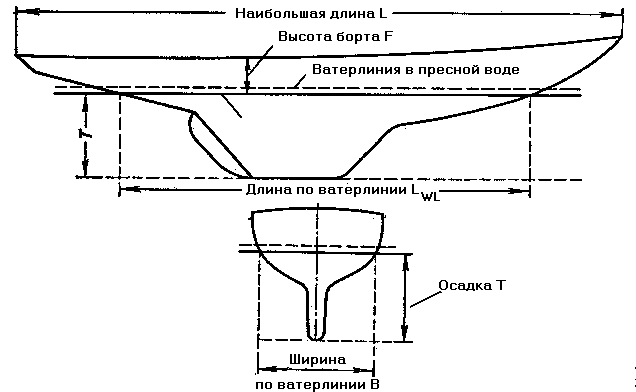 Наибольшая длина L
Высота борта F
Ватерлиния в пресной воде
T
Длина по ватерлинии L WL
Осадка T
Ширина
по ватерлинии B